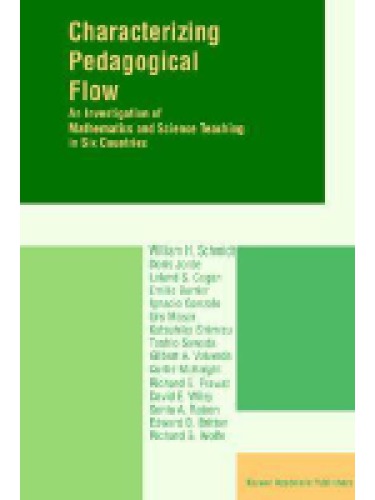 Characterizing
Pedagogical
Flow
An Investigation of
Mathematics and Science Teaching
in Six Countries
William H. Schmidt
Doris Jorde
Leland S. Cogan
Emilie Barrier
Ignacio Gonzalo
Urs Moser
Katsuhiko Shimizu
Toshio Sawada
Gilbert A. Valverde
Curtis McKnight
Richard S. Prawat
David E. Wiley
Senta A. Raizen
Edward D. Britton
Richard G. Wolfe
Kluwer Academic Publishers